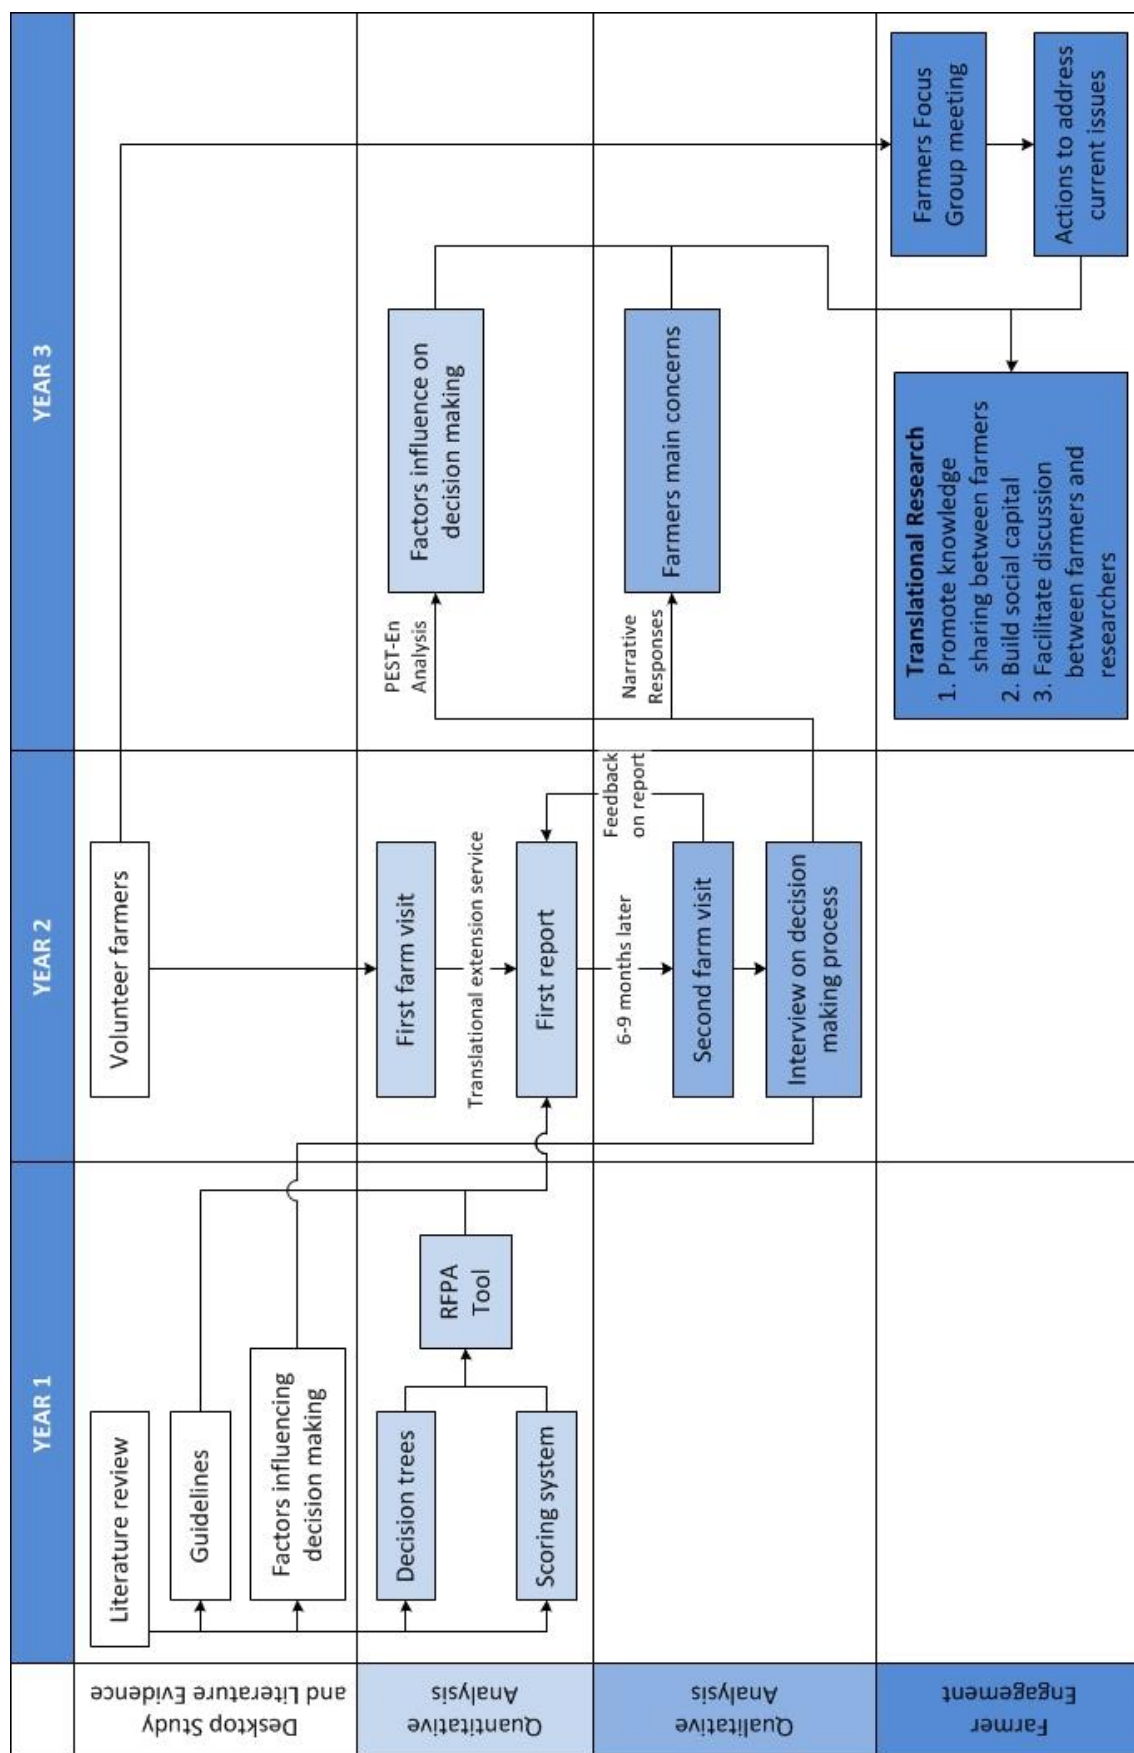 YEAR 1
YEAR 2
YEAR 3
Desktop Study
and Literature Evidence
Literature review
Guidelines
Factors influencing
decision making
Volunteer farmers
Quantitative
Analysis
Decision trees
Scoring system
RFPA
Tool
First farm visit
Translational extension service
First report
PEST-En
Analysis
Factors influence on
decision making
Qualitative
Analysis
6-9 months later
Feedback
on report
Second farm visit
Interview on decision
making process
Narrative
Responses
Farmers main concerns
Farmer
Engagement
Translational Research
1. Promote knowledge
sharing between farmers
2. Build social capital
3. Facilitate discussion
between farmers and
researchers
Farmers Focus
Group meeting
Actions to address
current issues